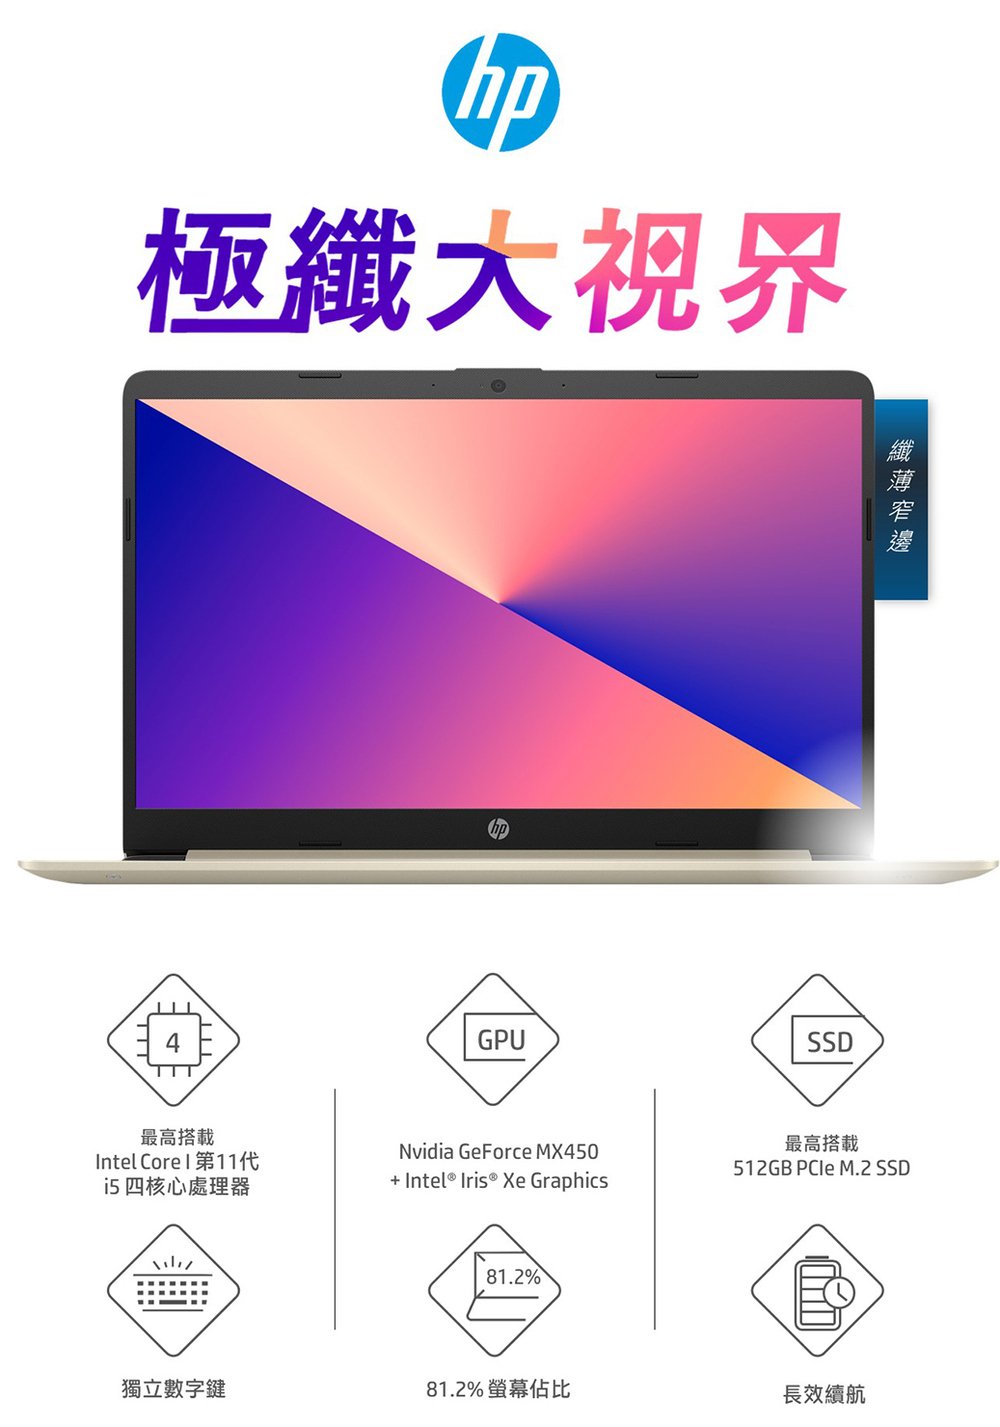 hp
極纖大視界
纖薄窄邊
hp
4
GPU
SSD
最高搭載
Intel Core I 第11代
i5 四核心處理器
Nvidia GeForce MX450
+ Intel® Iris® Xe Graphics
最高搭載
512GB PCIe M.2 SSD
81.2%
獨立數字鍵
81.2% 螢幕佔比
長效續航